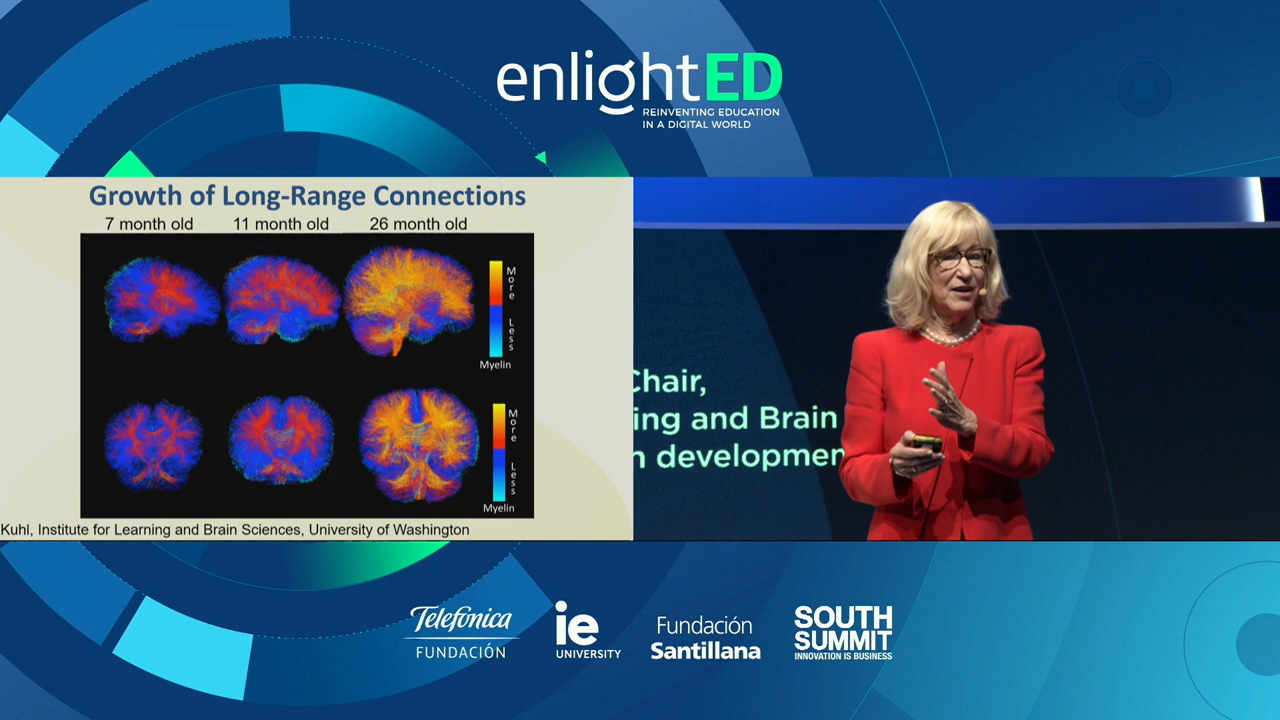 enlightED
REINVENTING EDUCATION
IN A DIGITAL WORLD
Growth of Long-Range Connections
7 month old 11 month old 26 month old
More
Less
Myelin
More
Less
Myelin
Kuhl, Institute for Learning and Brain Sciences, University of Washington
Chair,
ing and Brain
n developmen
Telefónica
FUNDACIÓN
ie
UNIVERSITY
Fundación
Santillana
SOUTH
SUMMIT
INNOVATION IS BUSINESS